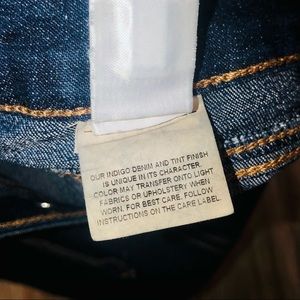 OUR INDIGO DENIM AND TINT FINISH
IS UNIQUE IN ITS CHARACTER.
COLOR MAY TRANSFER ONTO LIGHT
FABRICS OR UPHOLSTERY WHEN
WORN. FOR BEST CARE. FOLLOW
INSTRUCTIONS ON THE CARE LABEL.